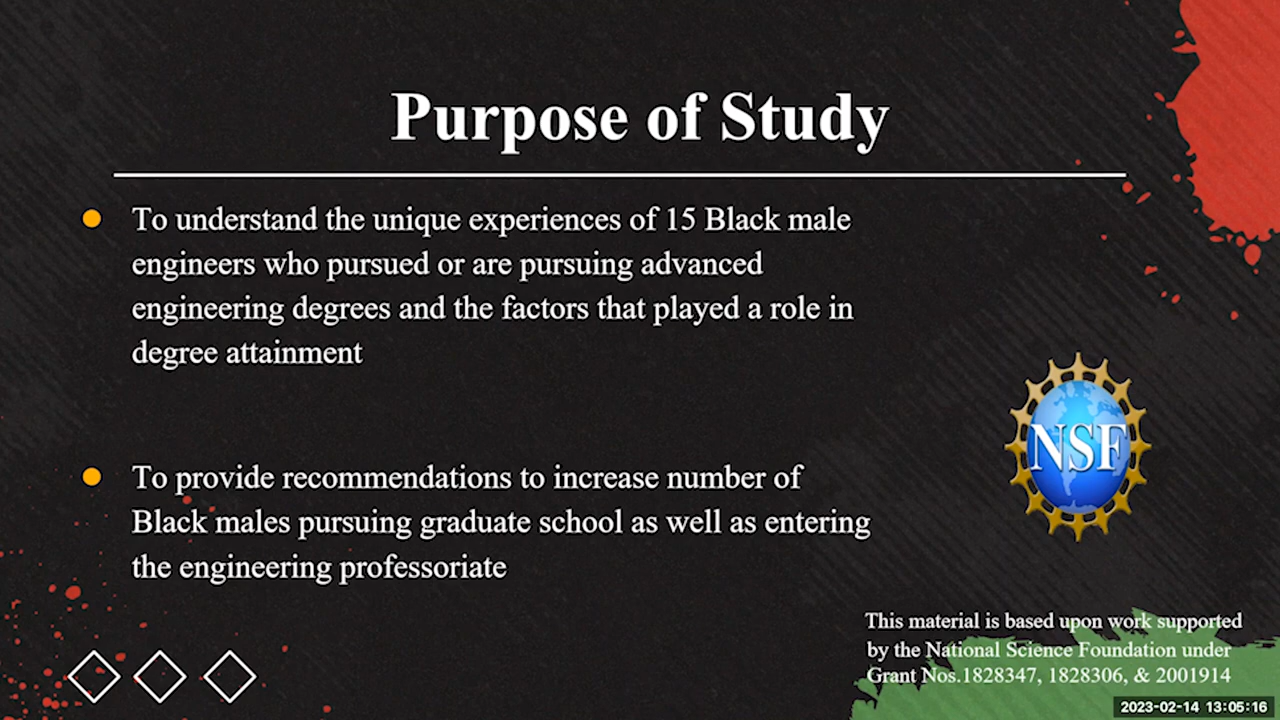 Purpose of Study
To understand the unique experiences of 15 Black male
engineers who pursued or are pursuing advanced
engineering degrees and the factors that played a role in
degree attainment
To provide recommendations to increase number of
Black males pursuing graduate school as well as entering
the engineering professoriate
NSF
This material is based upon work supported
by the National Science Foundation under
Grant Nos.1828347, 1828306, & 2001914
2023-02-14 13:05:16